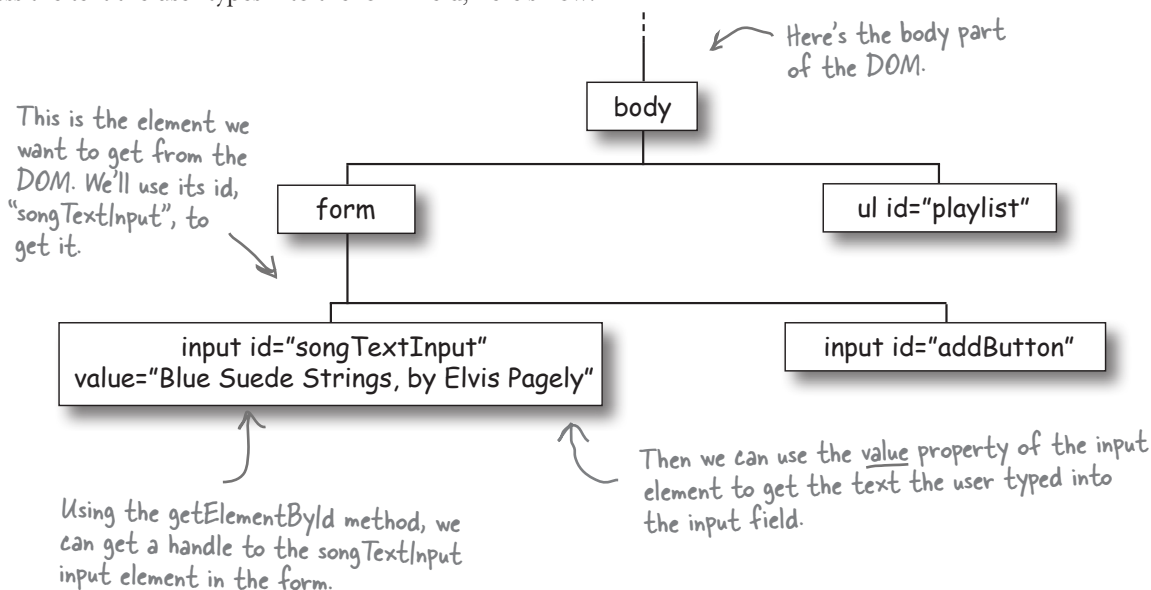 Here's the body part
of the DOM.
body
This is the element we
want to get from the
DOM. We'll use its id,
"songTextInput", to
get it.
form
ul id="playlist"
input id="songTextInput"
value="Blue Suede Strings, by Elvis Pagely"
input id="addButton"
Then we can use the value property of the input
element to get the text the user typed into
the input field.
Using the getElementById method, we
can get a handle to the songTextInput
input element in the form.